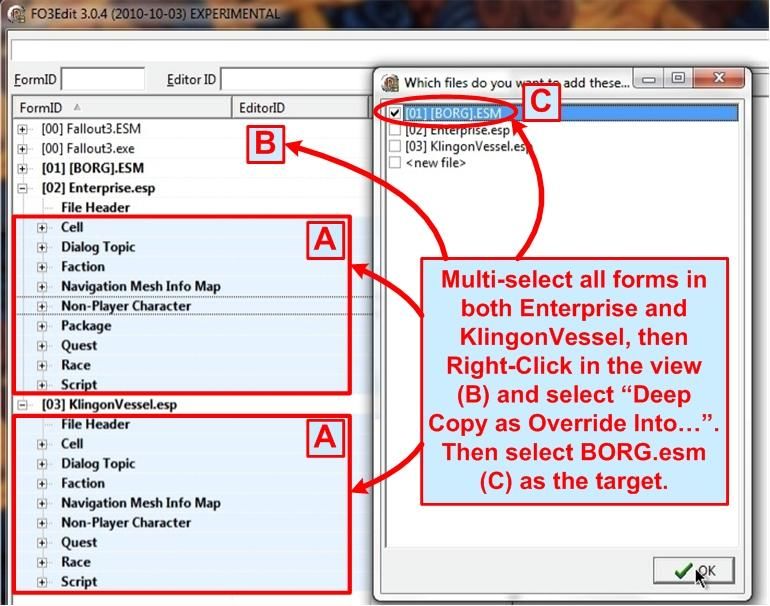 FO3Edit 3.0.4 (2010-10-03) EXPERIMENTAL
FormID
Editor ID
FormID
EditorID
[00] Fallout3.ESM
[00] Fallout3.exe
[01] [BORG].ESM
[02] Enterprise.esp
File Header
Cell
Dialog Topic
Faction
Navigation Mesh Info Map
Non-Player Character
Package
Quest
Race
Script
[03] KlingonVessel.esp
File Header
Cell
Dialog Topic
Faction
Navigation Mesh Info Map
Non-Player Character
Quest
Race
Script
A
A
B
Which files do you want to add these...
[01] [BORG].ESM
[02] Enterprise.esp
[03] KlingonVessel.esp
<new file>
C
Multi-select all forms in
both Enterprise and
KlingonVessel, then
Right-Click in the view
(B) and select “Deep
Copy as Override Into…”.
Then select BORG.esm
(C) as the target.
OK